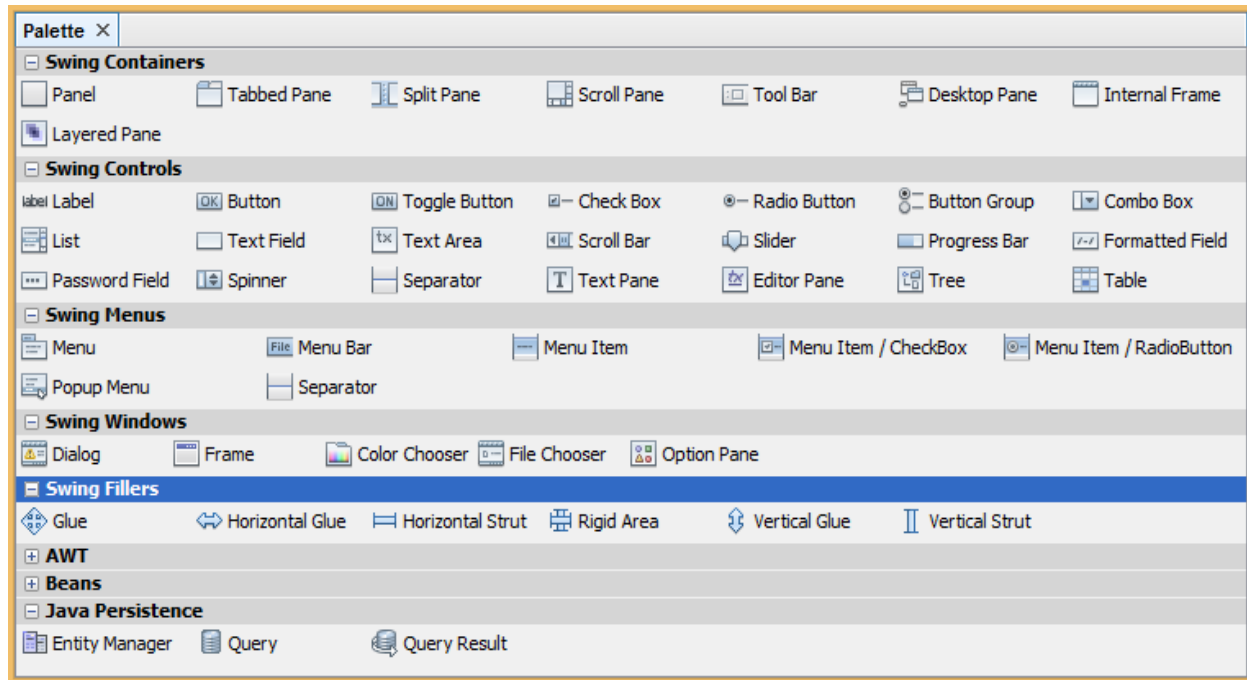 Palette ×
Swing Containers
Panel Tabbed Pane Split Pane Scroll Pane Tool Bar Desktop Pane Internal Frame
Layered Pane
Swing Controls
label Label OK Button ON Toggle Button Check Box Radio Button Button Group Combo Box
List Text Field tx Text Area Scroll Bar Slider Progress Bar Formatted Field
Password Field Spinner Separator T Text Pane Editor Pane Tree Table
Swing Menus
Menu File Menu Bar Menu Item Menu Item / CheckBox Menu Item / RadioButton
Popup Menu Separator
Swing Windows
Dialog Frame Color Chooser File Chooser Option Pane
Swing Fillers
Glue Horizontal Glue Horizontal Strut Rigid Area Vertical Glue Vertical Strut
AWT
Beans
Java Persistence
Entity Manager Query Query Result